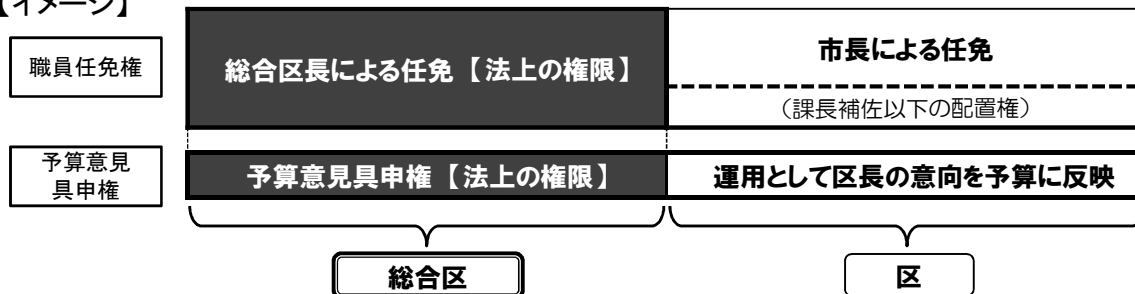 【イメージ】
職員任免権
総合区長による任免【法上の権限】
市長による任免
（課長補佐以下の配置権）
予算意見
具申権
予算意見具申権【法上の権限】
運用として区長の意向を予算に反映
総合区
区